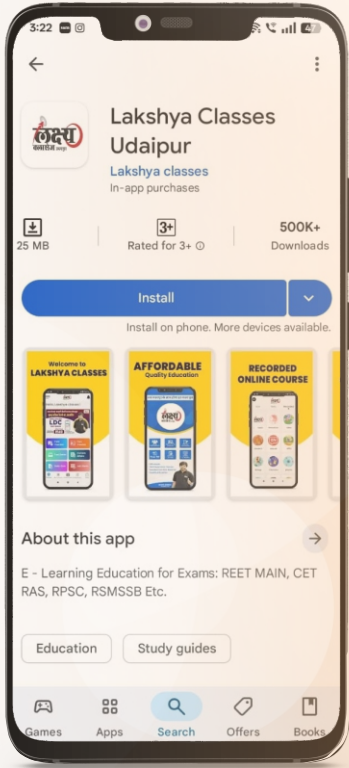 3:22
Lakshya Classes
Udaipur
Lakshya classes
In-app purchases
लक्ष्य
क्लासेज
25 MB
3+
Rated for 3+
500K+
Downloads
Install
Install on phone. More devices available.
Welcome to
LAKSHYA CLASSES
AFFORDABLE
Quality Education
RECORDED
ONLINE COURSE
LDC
लक्ष्य
About this app
E - Learning Education for Exams: REET MAIN, CET
RAS, RPSC, RSMSSB Etc.
Education
Study guides
Games
Apps
Search
Offers
Books